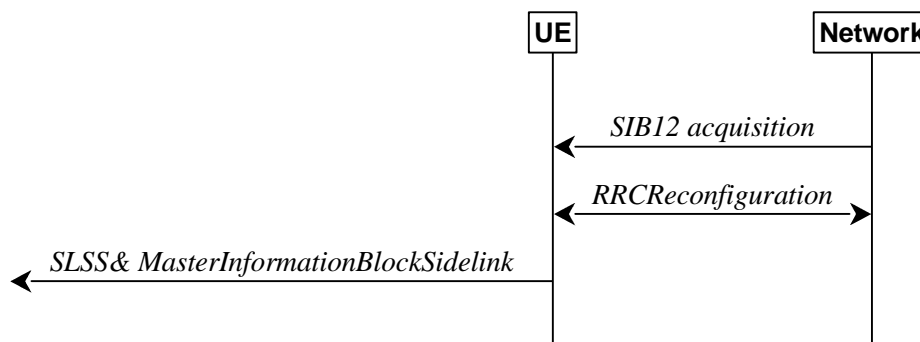 UE
Network
SIB12 acquisition
RRCReconfiguration
SLSS& MasterInformationBlockSidelink